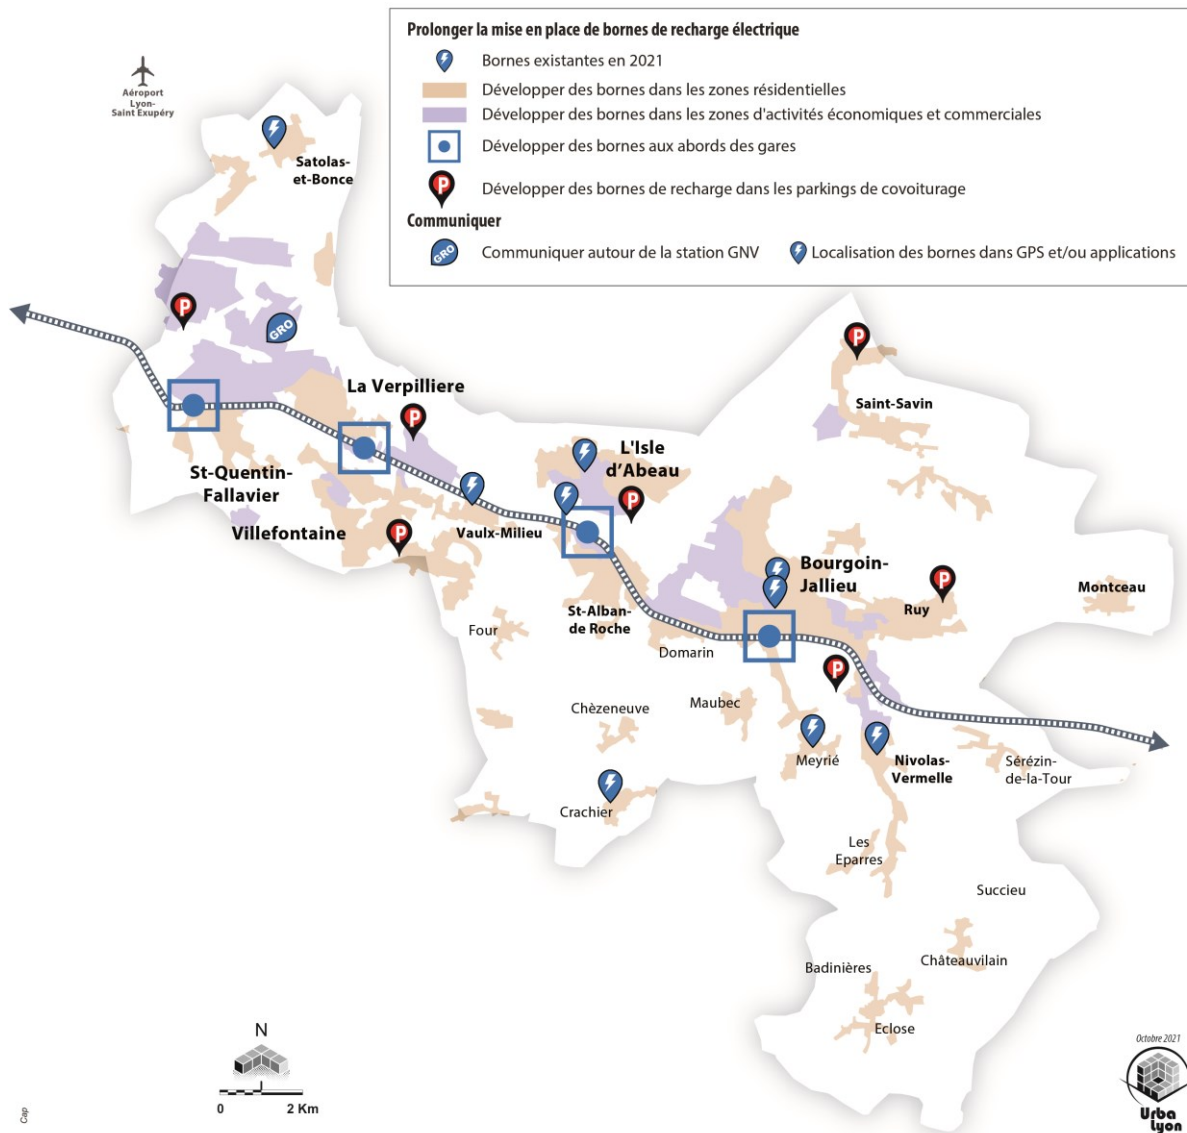 Prolonger la mise en place de bornes de recharge électrique
Bornes existantes en 2021
Développer des bornes dans les zones résidentielles
Développer des bornes dans les zones d'activités économiques et commerciales
Développer des bornes aux abords des gares
P Développer des bornes de recharge dans les parkings de covoiturage
Communiquer
GRO Communiquer autour de la station GNV
Localisation des bornes dans GPS et/ou applications
Aéroport
Lyon-
Saint Exupéry
Satolas-
et-Bonce
P
GRO
P
La Verpilliere
P
Saint-Savin
L'Isle
d'Abeau
P
St-Quentin-
Fallavier
Villefontaine
P
Vaulx-Milieu
Bourgoin-
Jallieu
P
Ruy
Montceau
St-Alban-
de Roche
Four
Domarin
P
Maubec
Chèzeneuve
Meyrié
Nivolas-
Vermelle
Sérézin-
de-la-Tour
Crachier
Les
Eparres
Succieu
Châteauvilain
Badinières
Eclose
N
0 2 Km
Cap
Octobre 2021
Urba
Lyon